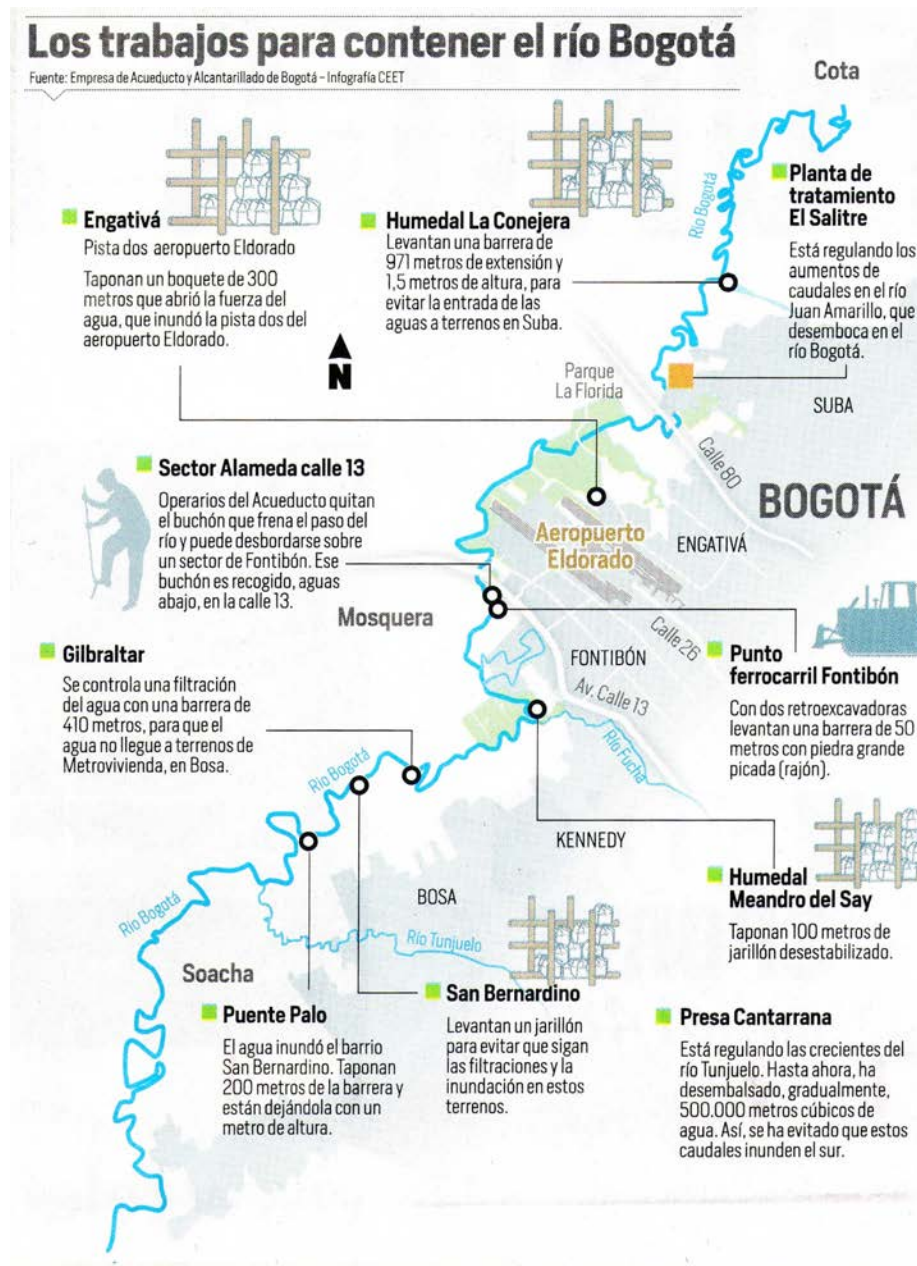 Los trabajos para contener el río Bogotá
Fuente: Empresa de Acueducto y Alcantarillado de Bogotá - Infografía CEET
Cota
Río Bogotá
Engativá
Pista dos aeropuerto Eldorado
Taponan un boquete de 300
metros que abrió la fuerza del
agua, que inundó la pista dos del
aeropuerto Eldorado.
Humedal La Conejera
Levantan una barrera de
971 metros de extensión y
1,5 metros de altura, para
evitar la entrada de las
aguas a terrenos en Suba.
Planta de
tratamiento
El Salitre
Está regulando los
aumentos de
caudales en el río
Juan Amarillo, que
desemboca en el
río Bogotá.
N
Parque
La Florida
SUBA
Calle 80
BOGOTÁ
Sector Alameda calle 13
Operarios del Acueducto quitan
el buchón que frena el paso del
río y puede desbordarse sobre
un sector de Fontibón. Ese
buchón es recogido, aguas
abajo, en la calle 13.
Aeropuerto
Eldorado
ENGATIVÁ
Mosquera
Calle 26
FONTIBÓN
Av. Calle 13
Río Fucha
Punto
ferrocarril Fontibón
Con dos retroexcavadoras
levantan una barrera de 50
metros con piedra grande
picada (rajón).
Gilbraltar
Se controla una filtración
del agua con una barrera de
410 metros, para que el
agua no llegue a terrenos de
Metrovivienda, en Bosa.
Río Bogotá
KENNEDY
Humedal
Meandro del Say
Taponan 100 metros de
jarillón desestabilizado.
BOSA
Río Bogotá
Río Tunjuelo
Soacha
Puente Palo
El agua inundó el barrio
San Bernardino. Taponan
200 metros de la barrera y
están dejándola con un
metro de altura.
San Bernardino
Levantan un jarillón
para evitar que sigan
las filtraciones y la
inundación en estos
terrenos.
Presa Cantarrana
Está regulando las crecientes del
río Tunjuelo. Hasta ahora, ha
desembalsado, gradualmente,
500.000 metros cúbicos de
agua. Así, se ha evitado que estos
caudales inunden el sur.